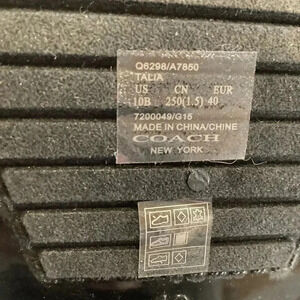 Q6298/A7850
TALIA
US CN EUR
10B 250(1.5) 40
7200049/G15
MADE IN CHINA/CHINE
COACH
NEW YORK